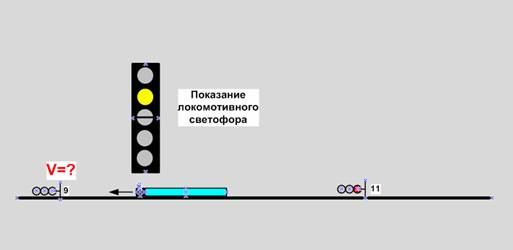 Показание
локомотивного
светофора
V=?
9
11